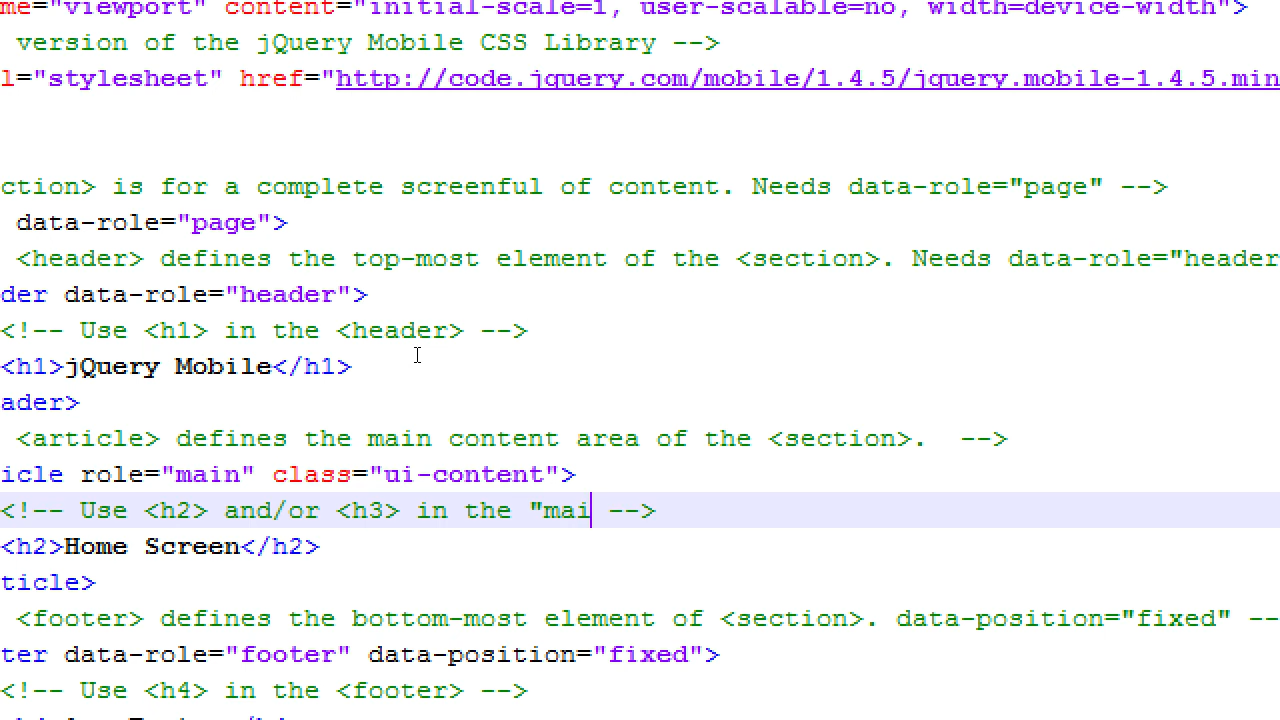 me="viewport" content="initial-scale=1, user-scalable=no, width=device-width">
version of the jQuery Mobile CSS Library -->
l="stylesheet" href="http://code.jquery.com/mobile/1.4.5/jquery.mobile-1.4.5.min
ction> is for a complete screenful of content. Needs data-role="page" -->
data-role="page">
<header> defines the top-most element of the <section>. Needs data-role="header
der data-role="header">
<!-- Use <h1> in the <header> -->
<h1>jQuery Mobile</h1>
ader>
<article> defines the main content area of the <section>.  -->
icle role="main" class="ui-content">
<!-- Use <h2> and/or <h3> in the "mai -->
<h2>Home Screen</h2>
ticle>
<footer> defines the bottom-most element of <section>. data-position="fixed" --
ter data-role="footer" data-position="fixed">
<!-- Use <h4> in the <footer> -->